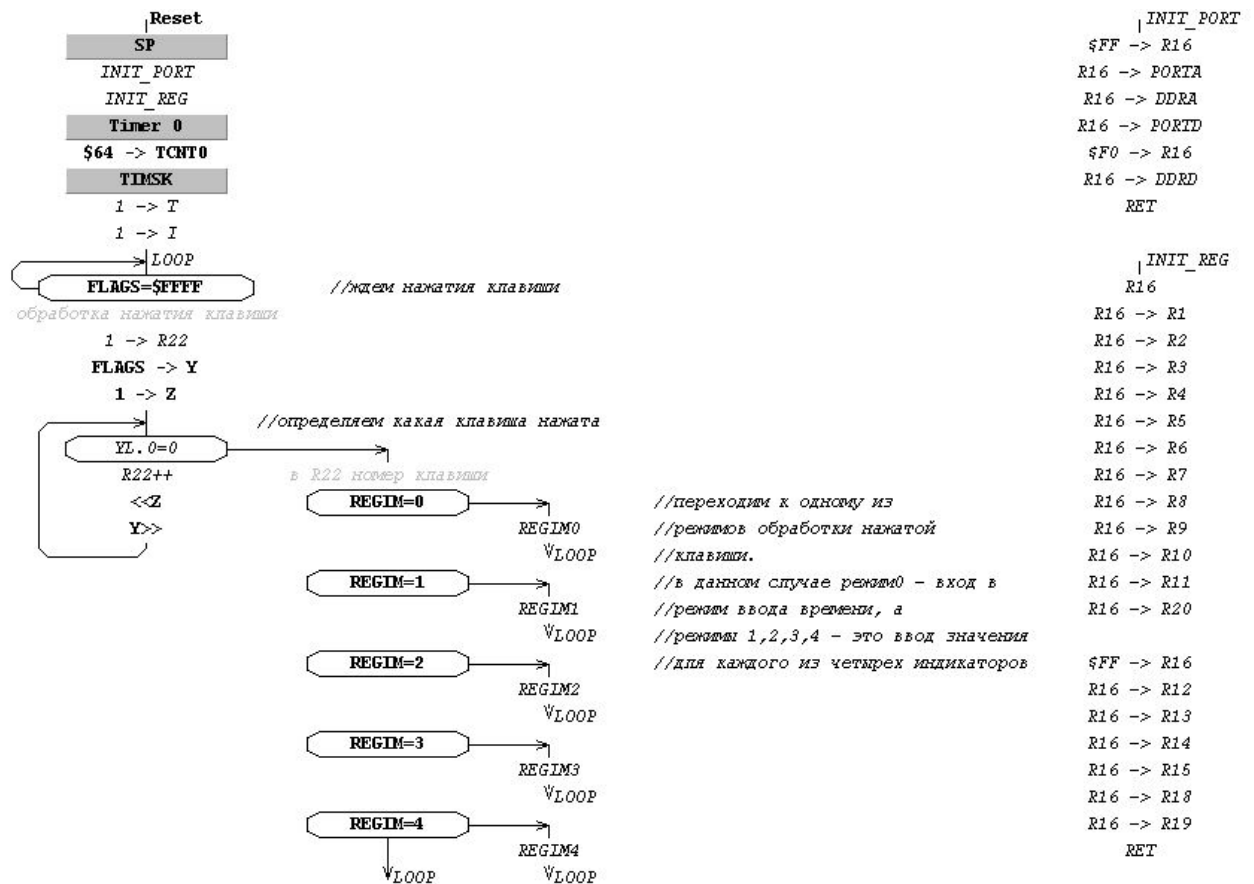 Reset
SP
INIT_PORT
INIT_REG
Timer 0
$64 -> TCNT0
TIMSK
1 -> T
1 -> I
LOOP
FLAGS=$FFFF
//ждем нажатия клавиши
обработка нажатия клавиши
1 -> R22
FLAGS -> Y
1 -> Z
//определяем какая клавиша нажата
YL.0=0
R22++
<<Z
Y>>
в R22 номер клавиши
REGIM=0
REGIM0
LOOP
REGIM=1
REGIM1
LOOP
REGIM=2
REGIM2
LOOP
REGIM=3
REGIM3
LOOP
REGIM=4
REGIM4
LOOP
LOOP
//переходим к одному из
//режимов обработки нажатой
//клавиши.
//в данном случае режим0 - вход в
//режим ввода времени, а
//режимы 1,2,3,4 - это ввод значения
//для каждого из четырех индикаторов
INIT_PORT
$FF -> R16
R16 -> PORTA
R16 -> DDRA
R16 -> PORTD
$F0 -> R16
R16 -> DDRD
RET
INIT_REG
R16
R16 -> R1
R16 -> R2
R16 -> R3
R16 -> R4
R16 -> R5
R16 -> R6
R16 -> R7
R16 -> R8
R16 -> R9
R16 -> R10
R16 -> R11
R16 -> R20
$FF -> R16
R16 -> R12
R16 -> R13
R16 -> R14
R16 -> R15
R16 -> R18
R16 -> R19
RET